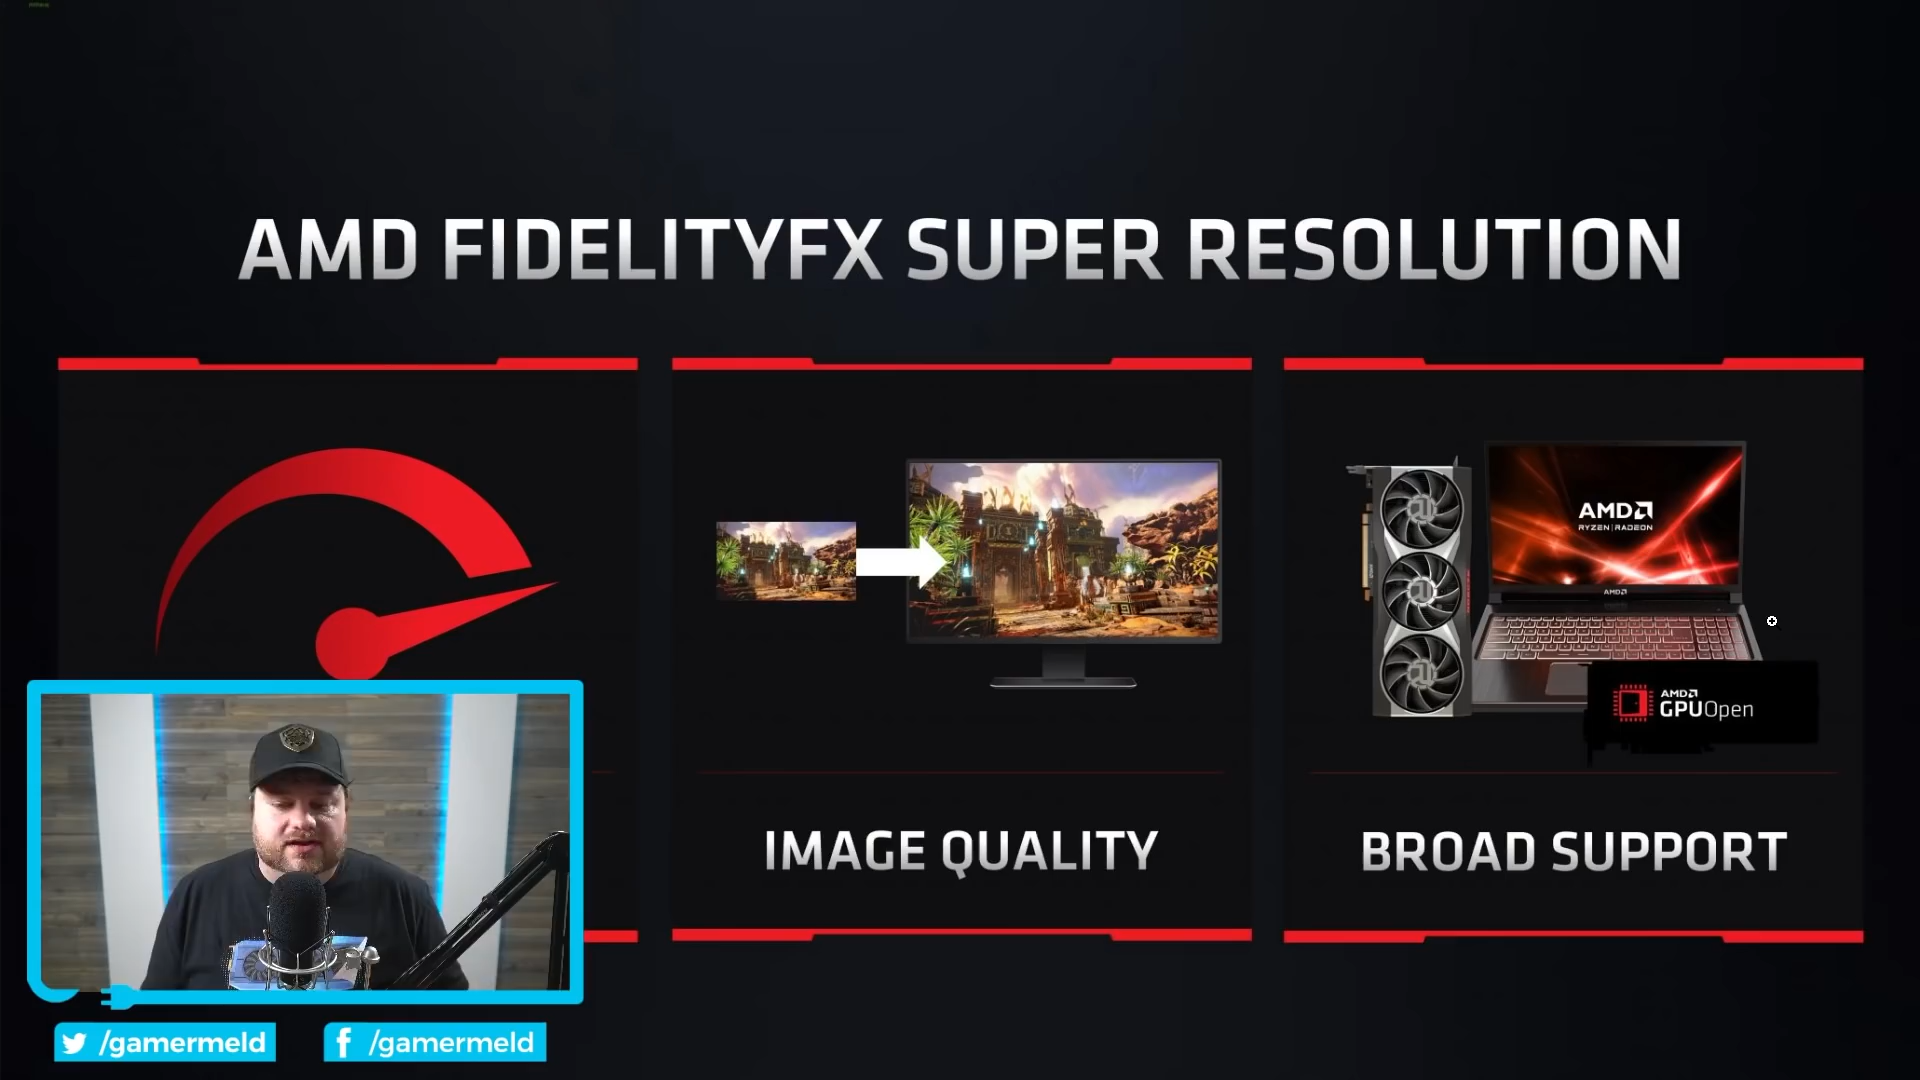 AMD FIDELITYFX SUPER RESOLUTION
AMD
RYZEN | RADEON
AMD
AMD
GPUOpen
IMAGE QUALITY
BROAD SUPPORT
/gamermeld
/gamermeld